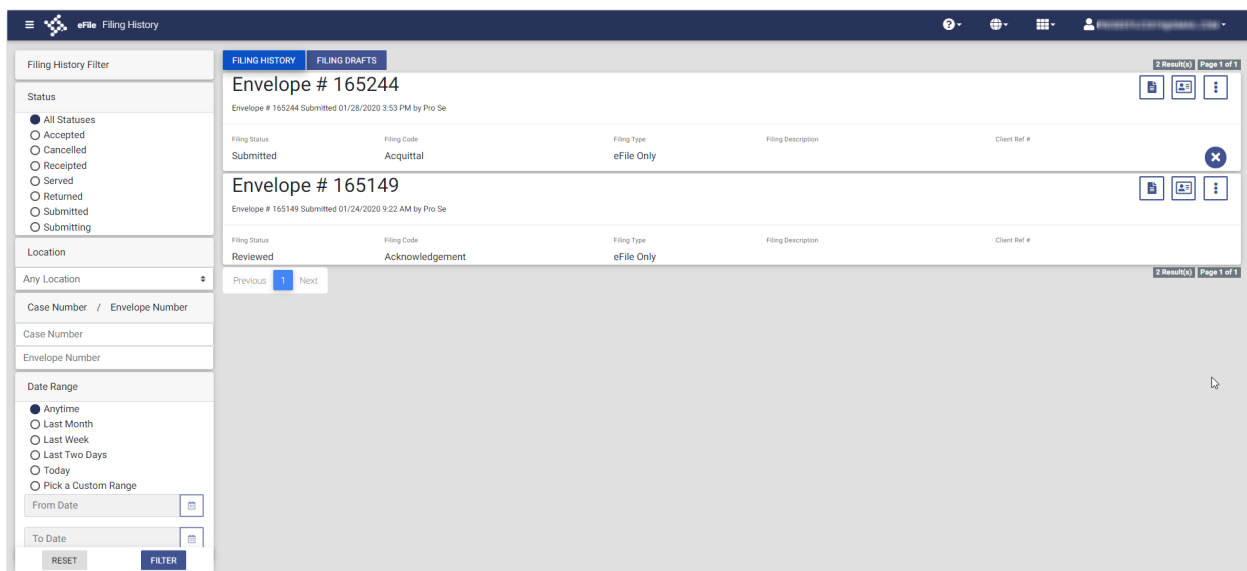 eFile Filing History
Filing History Filter
Status
All Statuses
Accepted
Cancelled
Receipted
Served
Returned
Submitted
Submitting
Location
Any Location
Case Number / Envelope Number
Case Number
Envelope Number
Date Range
Anytime
Last Month
Last Week
Last Two Days
Today
Pick a Custom Range
From Date
To Date
RESET FILTER
FILING HISTORY FILING DRAFTS
2 Result(s) Page 1 of 1
Envelope # 165244
Envelope # 165244 Submitted 01/28/2020 3:53 PM by Pro Se
Filing Status Filing Code Filing Type Filing Description Client Ref #
Submitted Acquittal eFile Only
Envelope # 165149
Envelope # 165149 Submitted 01/24/2020 9:22 AM by Pro Se
Filing Status Filing Code Filing Type Filing Description Client Ref #
Reviewed Acknowledgement eFile Only
Previous 1 Next
2 Result(s) Page 1 of 1